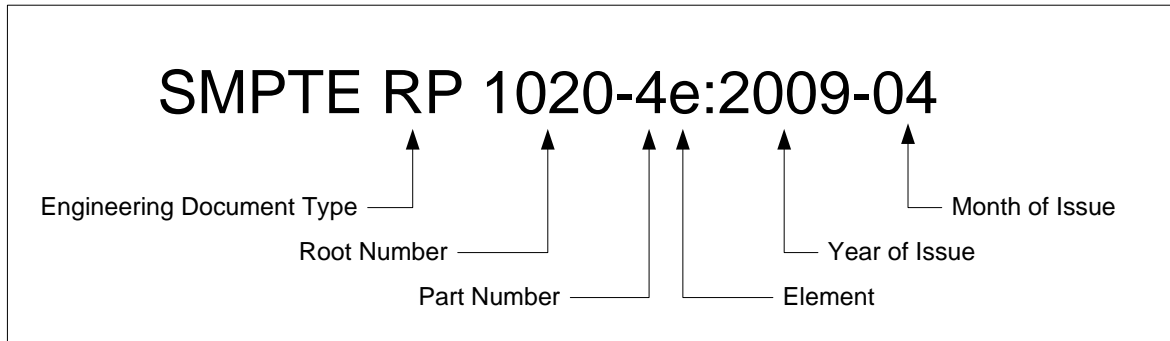 SMPTE RP 1020-4e:2009-04
Engineering Document Type
Month of Issue
Root Number
Year of Issue
Part Number
Element